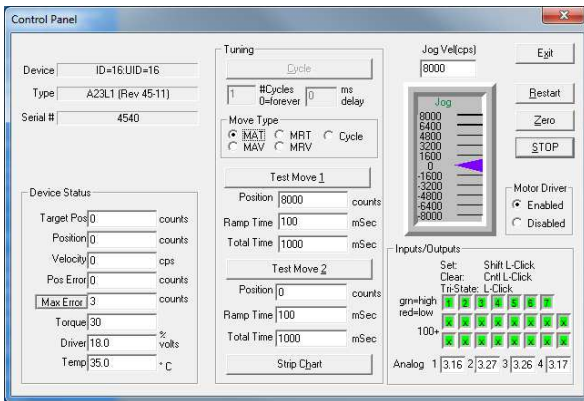 Control Panel
Device ID=16:UID=16
Type A23L1 (Rev 45-11)
Serial # 4540
Device Status
Target Pos 0 counts
Position 0 counts
Velocity 0 cps
Pos Error 0 counts
Max Error 3 counts
Torque 30 %
Driver 18.0 volts
Temp 35.0 ° C
Tuning
Cycle
1 #Cycles 0 ms
0=forever delay
Move Type
MAT MRT Cycle
MAV MRV
Test Move 1
Position 8000 counts
Ramp Time 100 mSec
Total Time 1000 mSec
Test Move 2
Position 0 counts
Ramp Time 100 mSec
Total Time 1000 mSec
Strip Chart
Jog Vel(cps)
8000
Jog
8000
6400
4800
3200
1600
0
-1600
-3200
-4800
-6400
-8000
Exit
Restart
Zero
STOP
Motor Driver
Enabled
Disabled
Inputs/Outputs
Set: Shift L-Click
Clear: Cntl L-Click
Tri-State: L-Click
grn=high 1 2 3 4 5 6 7
red=low x x x x x x x x
100+ x x x x x x x x
Analog 1 3.16 2 3.27 3 3.26 4 3.17